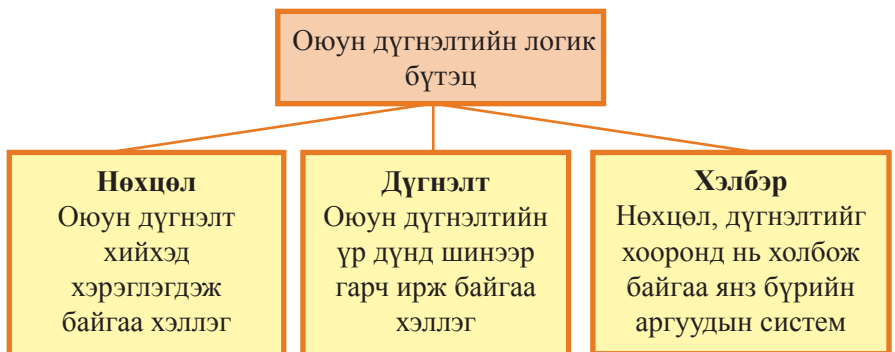 Оюун дүгнэлтийн логик
бүтэц
Нөхцөл
Оюун дүгнэлт
хийхэд
хэрэглэгдэж
байгаа хэллэг
Дүгнэлт
Оюун дүгнэлтийн
үр дүнд шинээр
гарч ирж байгаа
хэллэг
Хэлбэр
Нөхцөл, дүгнэлтийг
хооронд нь холбож
байгаа янз бүрийн
аргуудын систем